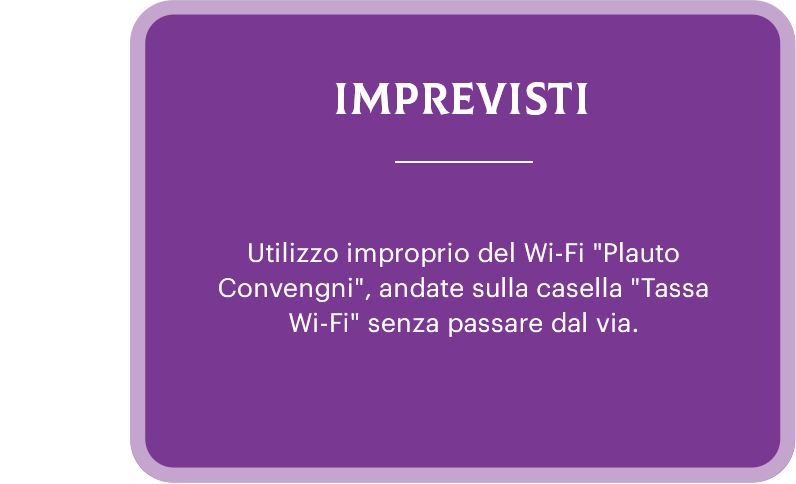 IMPREVISTI
Utilizzo improprio del Wi-Fi "Plauto
Convengni", andate sulla casella "Tassa
Wi-Fi" senza passare dal via.